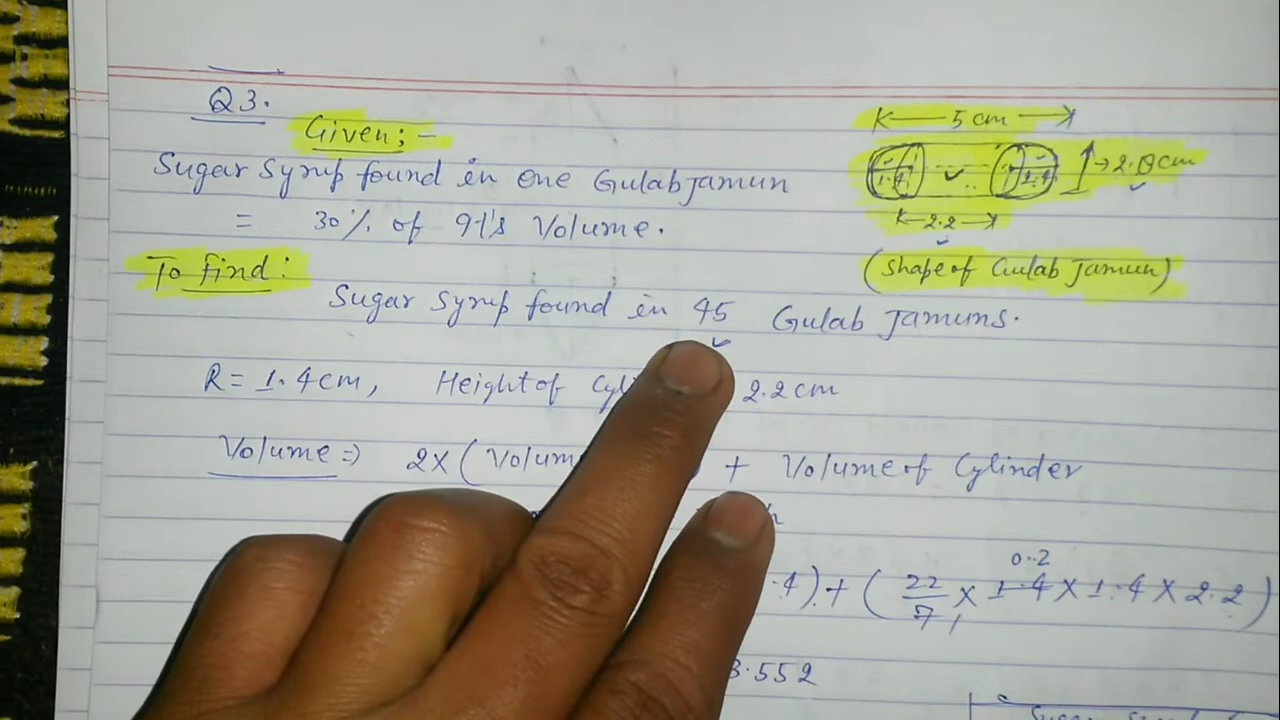 Q3.
Given:-
Sugar Syrup found in one Gulabjamun
= 30% of 9t's Volume.
To find:
Sugar Syrup found in 45 Gulab Jamuns.
5 cm
2.8cm
1.4
1.4
2.2
(Shape of Gulab Jamun)
R = 1.4cm, Height of 2.2cm
Volume => 2x( + Volume of Cylinder
h
0.2
.4) + ( 22/7 x 1.4 x 1.4 x 2.2 )
1
3.552